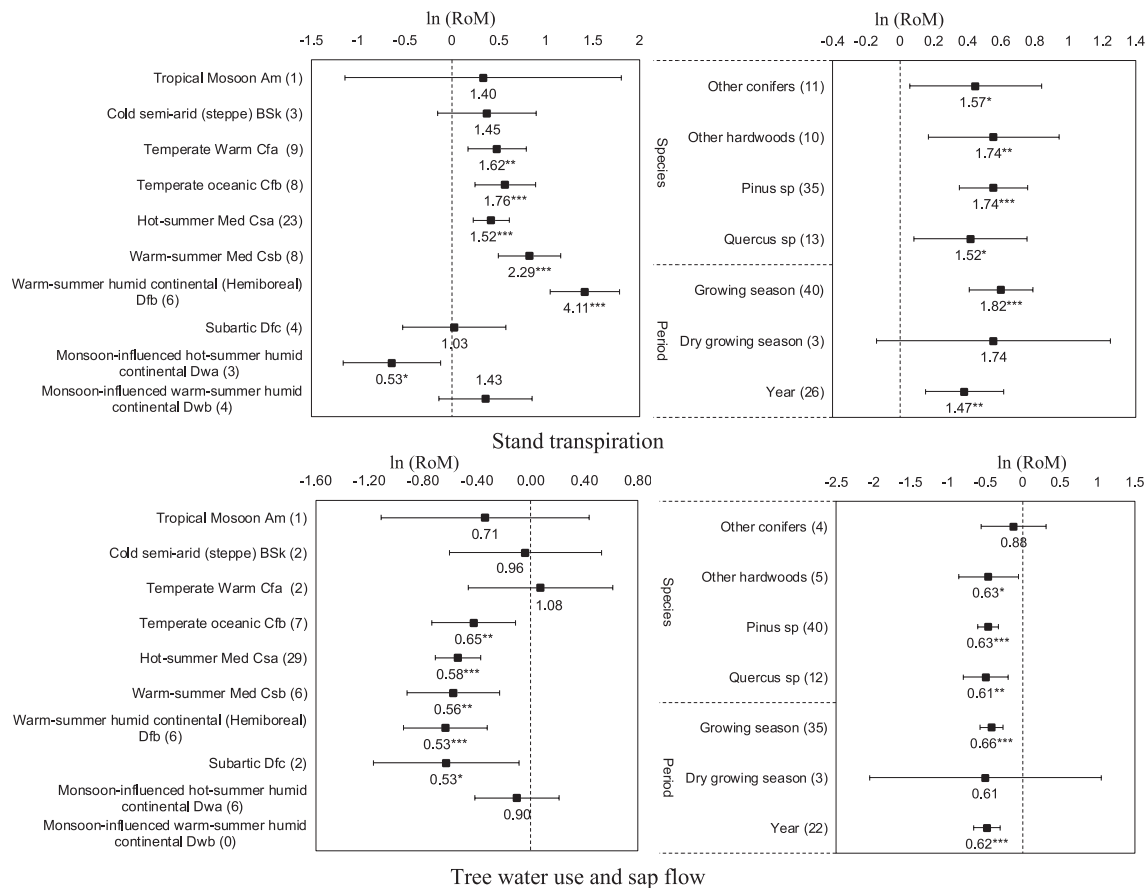 ln (RoM)
-1.5 -1 -0.5 0 0.5 1 1.5 2
Tropical Mosoon Am (1)
1.40
Cold semi-arid (steppe) BSk (3)
1.45
Temperate Warm Cfa (9)
1.62**
Temperate oceanic Cfb (8)
1.76***
Hot-summer Med Csa (23)
1.52***
Warm-summer Med Csb (8)
2.29***
Warm-summer humid continental (Hemiboreal)
Dfb (6)
4.11***
Subartic Dfc (4)
1.03
Monsoon-influenced hot-summer humid
continental Dwa (3)
0.53*
Monsoon-influenced warm-summer humid
continental Dwb (4)
1.43
ln (RoM)
-0.4 0 0.2 0.4 0.6 0.8 1 1.2 1.4
Species
Other conifers (11)
1.57*
Other hardwoods (10)
1.74**
Pinus sp (35)
1.74***
Quercus sp (13)
1.52*
Period
Growing season (40)
1.82***
Dry growing season (3)
1.74
Year (26)
1.47**
Stand transpiration
ln (RoM)
-1.60 -1.20 -0.80 -0.40 0.00 0.40 0.80
Tropical Mosoon Am (1)
0.71
Cold semi-arid (steppe) BSk (2)
0.96
Temperate Warm Cfa (2)
1.08
Temperate oceanic Cfb (7)
0.65**
Hot-summer Med Csa (29)
0.58***
Warm-summer Med Csb (6)
0.56**
Warm-summer humid continental (Hemiboreal)
Dfb (6)
0.53***
Subartic Dfc (2)
0.53*
Monsoon-influenced hot-summer humid
continental Dwa (6)
0.90
Monsoon-influenced warm-summer humid
continental Dwb (0)
ln (RoM)
-2.5 -2 -1.5 -1 -0.5 0 0.5 1 1.5
Species
Other conifers (4)
0.88
Other hardwoods (5)
0.63*
Pinus sp (40)
0.63***
Quercus sp (12)
0.61**
Period
Growing season (35)
0.66***
Dry growing season (3)
0.61
Year (22)
0.62***
Tree water use and sap flow